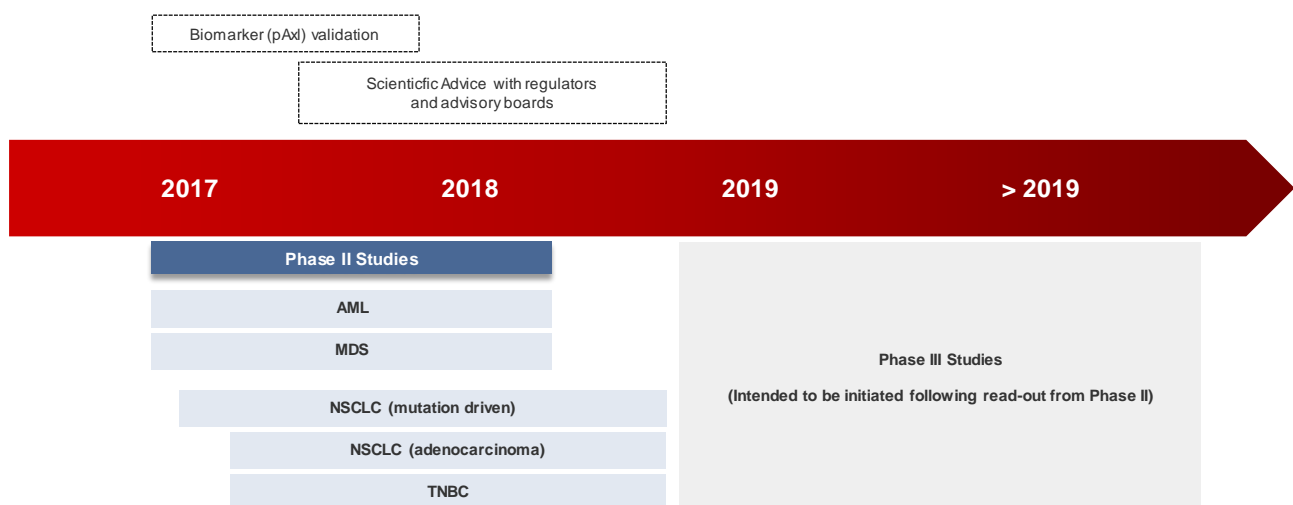 Biomarker (pAxl) validation
Scienticfic Advice with regulators
and advisory boards
2017
2018
2019
> 2019
Phase II Studies
AML
MDS
NSCLC (mutation driven)
NSCLC (adenocarcinoma)
TNBC
Phase III Studies
(Intended to be initiated following read-out from Phase II)